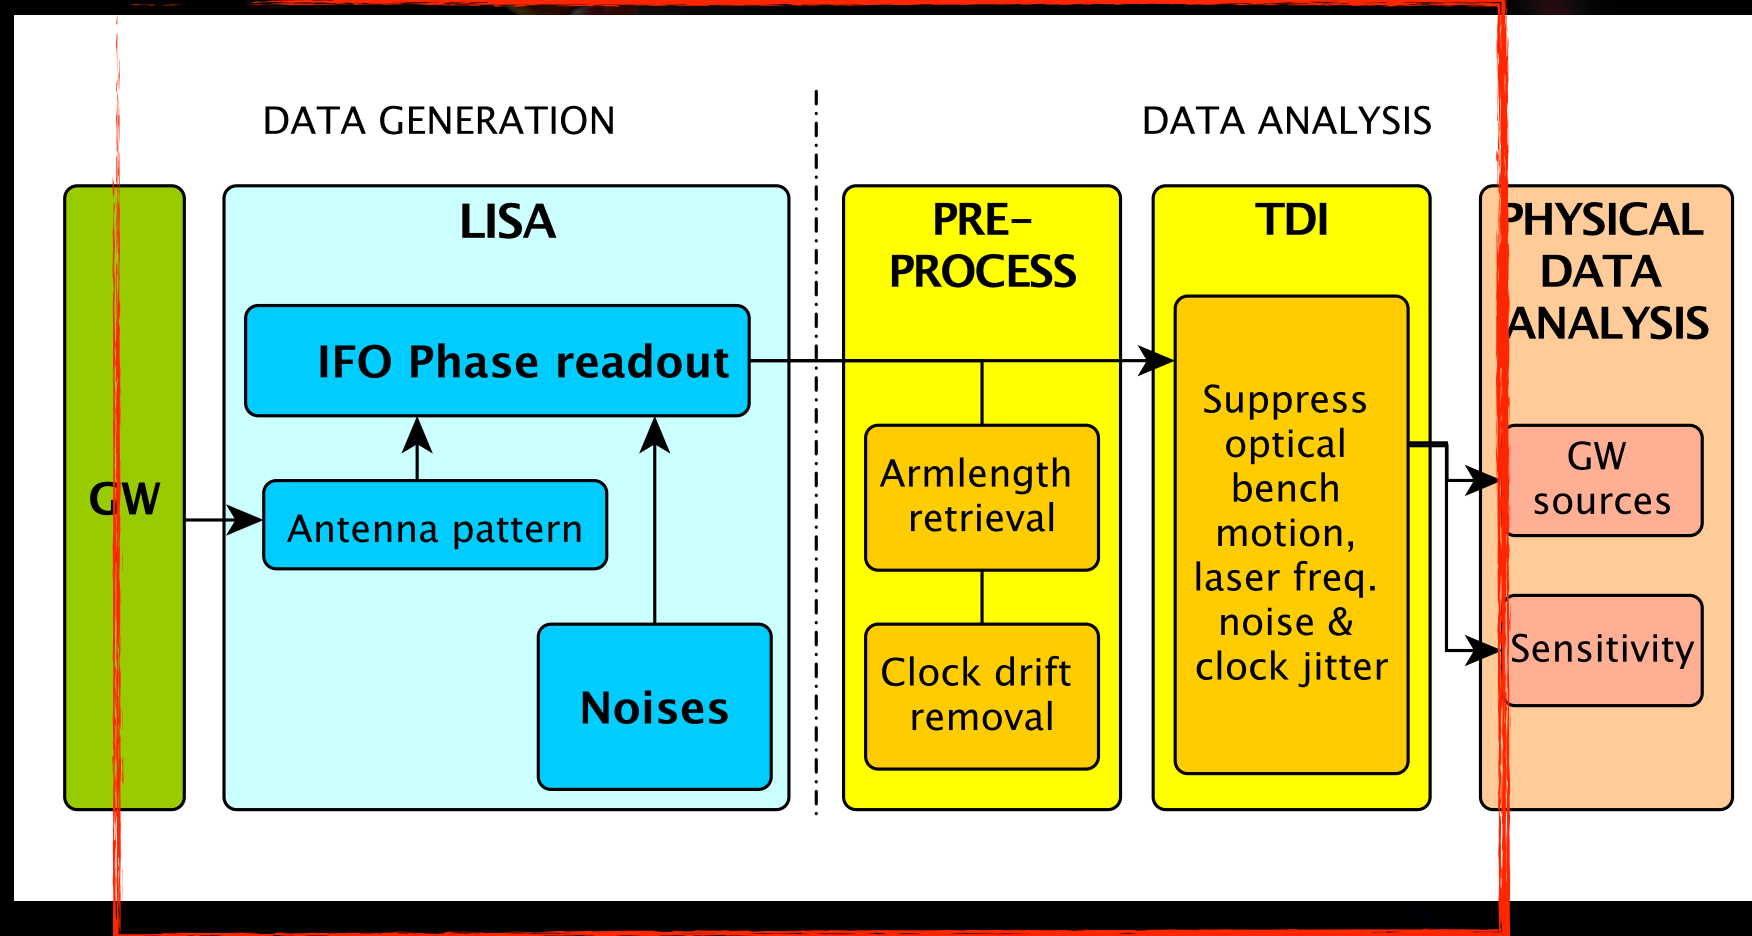 DATA GENERATION
DATA ANALYSIS
GW
LISA
IFO Phase readout
Antenna pattern
Noises
PRE-
PROCESS
Armlength
retrieval
Clock drift
removal
TDI
Suppress
optical
bench
motion,
laser freq.
noise &
clock jitter
PHYSICAL
DATA
ANALYSIS
GW
sources
Sensitivity